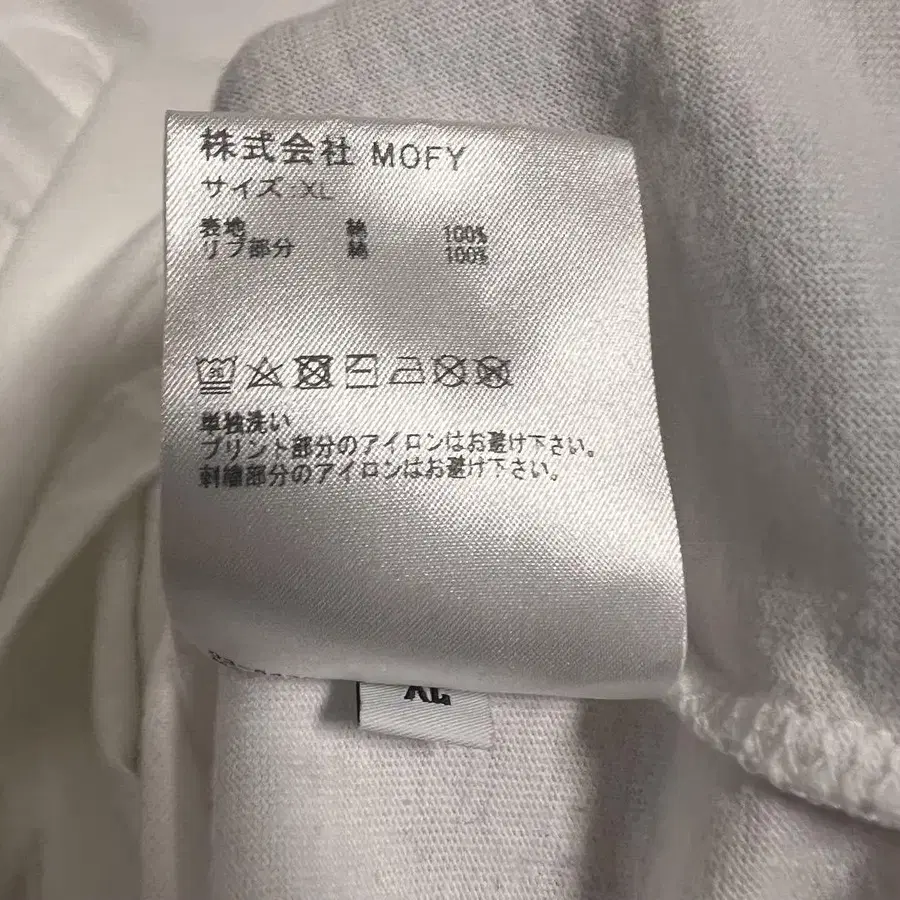 株式会社 MOFY
サイズ XL
表地 綿 100%
リブ部分 綿 100%
単独洗い
プリント部分のアイロンはお避け下さい。
刺繍部分のアイロンはお避け下さい。
XL